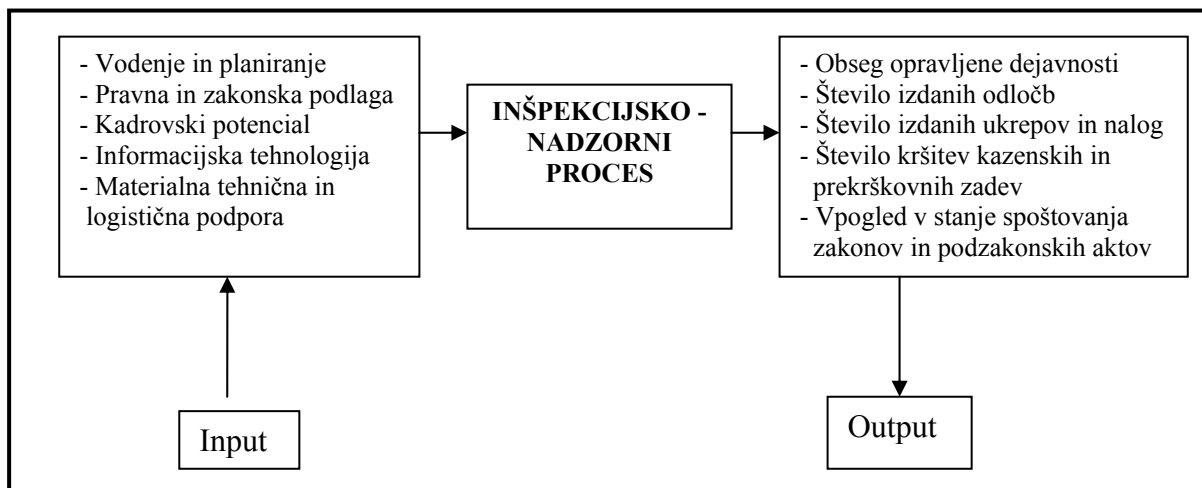 - Vodenje in planiranje
- Pravna in zakonska podlaga
- Kadrovski potencial
- Informacijska tehnologija
- Materialna tehnična in
logistična podpora
INŠPEKCIJSKO -
NADZORNI
PROCES
- Obseg opravljene dejavnosti
- Število izdanih odločb
- Število izdanih ukrepov in nalog
- Število kršitev kazenskih in
prekrškovnih zadev
- Vpogled v stanje spoštovanja
zakonov in podzakonskih aktov
Input
Output